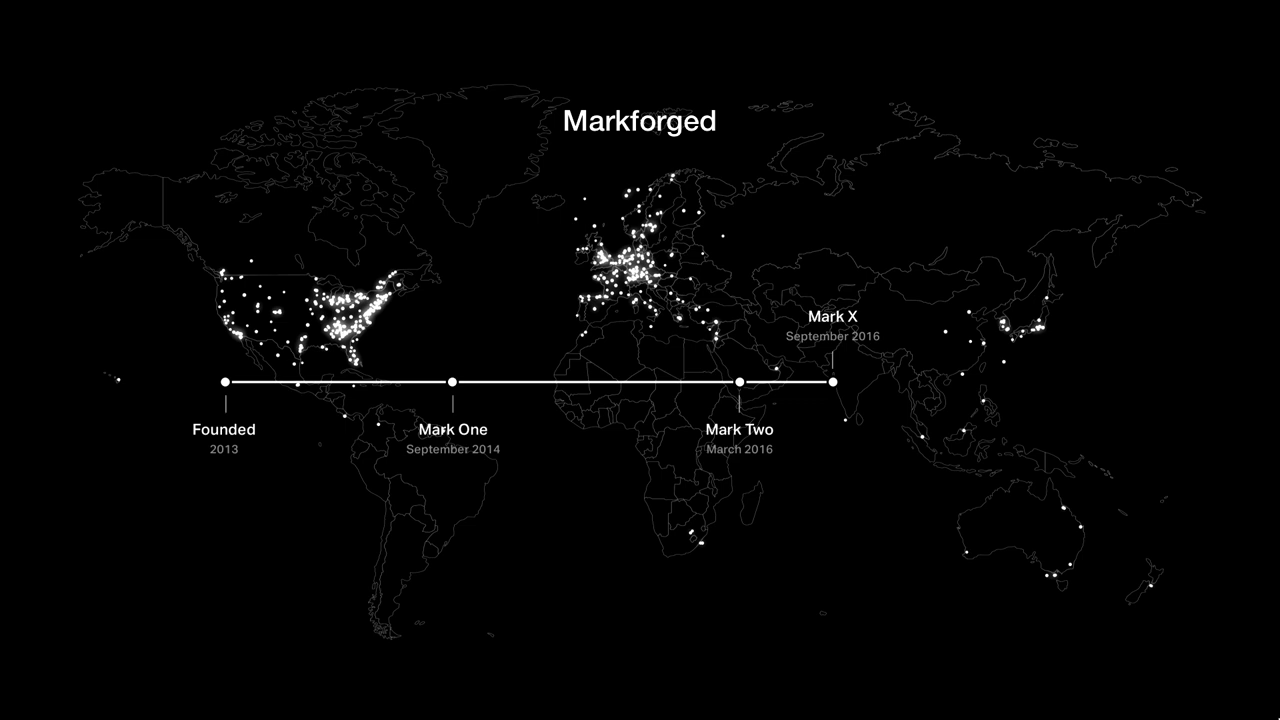 Markforged
Mark X
September 2016
Founded
2013
Mark One
September 2014
Mark Two
March 2016